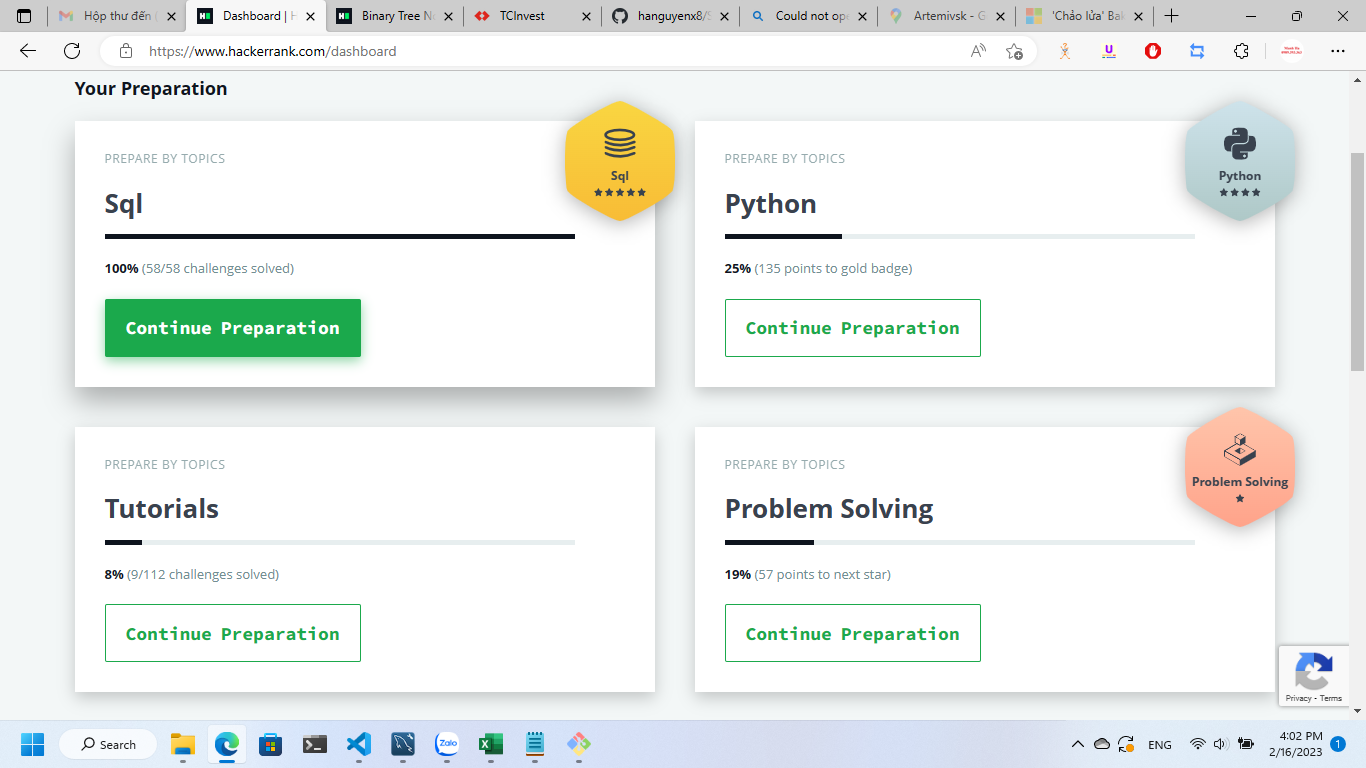 Hộp thư đến (
Dashboard | H
Binary Tree N
TCInvest
hanguyenx8/S
Could not ope
Artemivsk - G
'Chảo lửa' Bak
https://www.hackerrank.com/dashboard
Your Preparation
PREPARE BY TOPICS
Sql
Sql
100% (58/58 challenges solved)
Continue Preparation
PREPARE BY TOPICS
Python
Python
25% (135 points to gold badge)
Continue Preparation
PREPARE BY TOPICS
Tutorials
8% (9/112 challenges solved)
Continue Preparation
PREPARE BY TOPICS
Problem Solving
Problem Solving
19% (57 points to next star)
Continue Preparation
Privacy - Terms
Search
Zalo
ENG
4:02 PM
2/16/2023
1